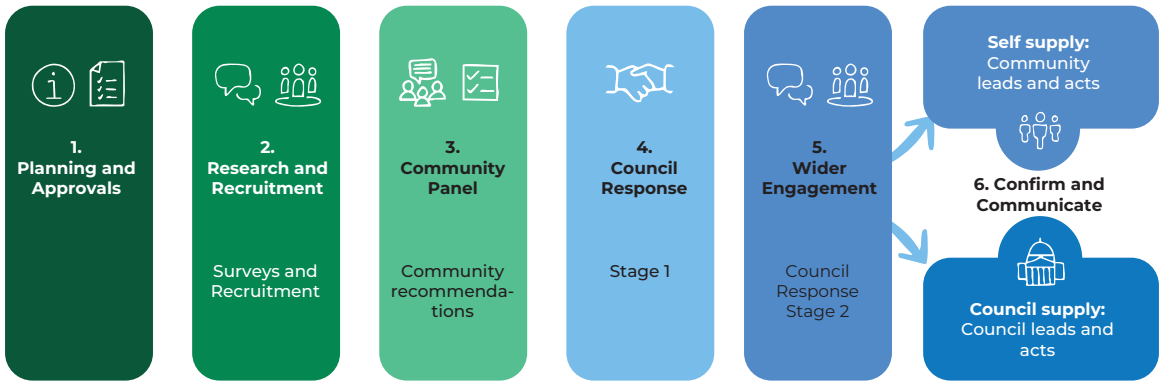 1.
Planning and
Approvals
2.
Research and
Recruitment
Surveys and
Recruitment
3.
Community
Panel
Community
recommenda-
tions
4.
Council
Response
Stage 1
5.
Wider
Engagement
Council
Response
Stage 2
Self supply:
Community
leads and acts
6. Confirm and
Communicate
Council supply:
Council leads and
acts